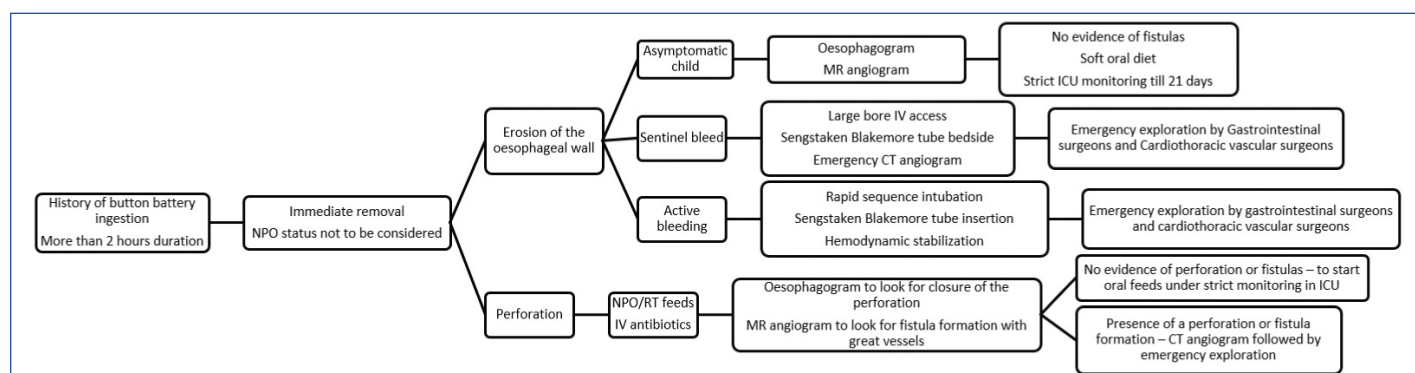 History of button battery
ingestion
More than 2 hours duration
Immediate removal
NPO status not to be considered
Erosion of the
oesophageal wall
Asymptomatic
child
Oesophagogram
MR angiogram
No evidence of fistulas
Soft oral diet
Strict ICU monitoring till 21 days
Sentinel bleed
Large bore IV access
Sengstaken Blakemore tube bedside
Emergency CT angiogram
Emergency exploration by Gastrointestinal
surgeons and Cardiothoracic vascular surgeons
Active
bleeding
Rapid sequence intubation
Sengstaken Blakemore tube insertion
Hemodynamic stabilization
Emergency exploration by gastrointestinal surgeons
and cardiothoracic vascular surgeons
Perforation
NPO/RT feeds
IV antibiotics
Oesophagogram to look for closure of the
perforation
MR angiogram to look for fistula formation with
great vessels
No evidence of perforation or fistulas – to start
oral feeds under strict monitoring in ICU
Presence of a perforation or fistula
formation – CT angiogram followed by
emergency exploration